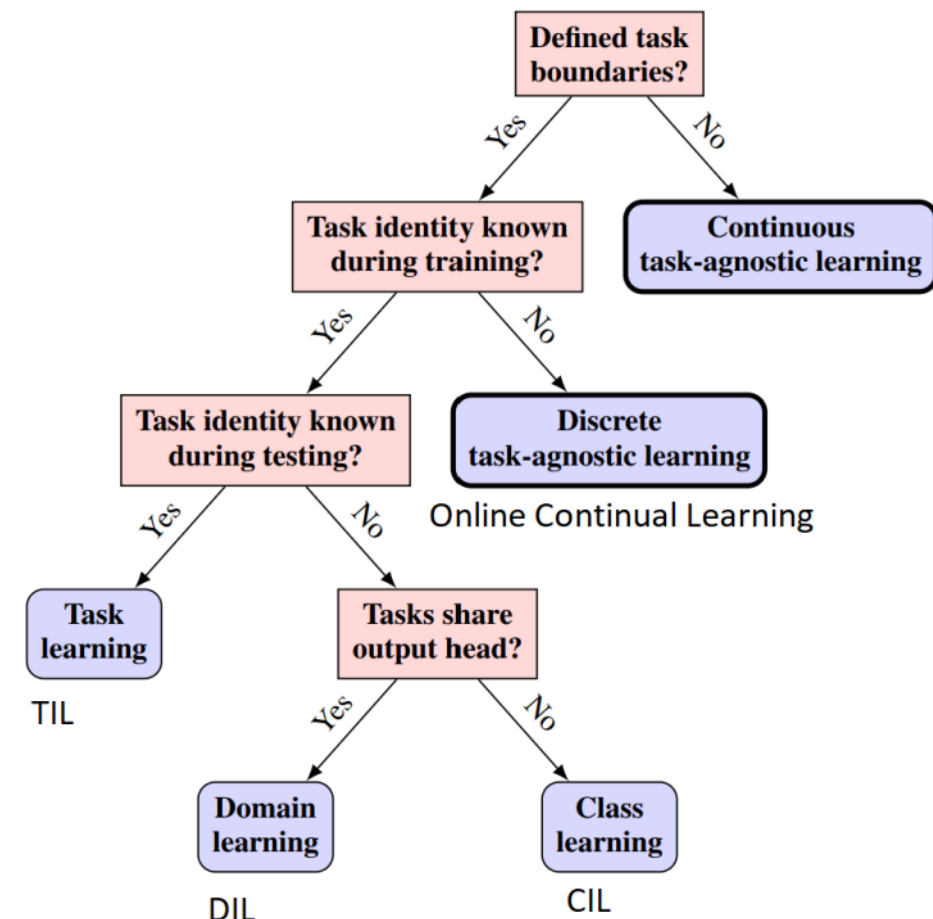 Defined task
boundaries?
Yes
No
Task identity known
during training?
Continuous
task-agnostic learning
Yes
No
Task identity known
during testing?
Discrete
task-agnostic learning
Online Continual Learning
Yes
No
Task
learning
Tasks share
output head?
TIL
Yes
No
Domain
learning
Class
learning
DIL
CIL